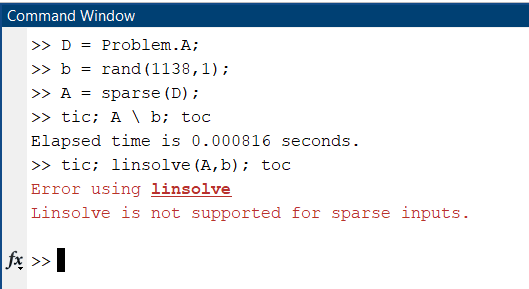 Command Window
>> D = Problem.A;
>> b = rand(1138,1);
>> A = sparse(D);
>> tic; A \ b; toc
Elapsed time is 0.000816 seconds.
>> tic; linsolve(A,b); toc
Error using linsolve
Linsolve is not supported for sparse inputs.
fx >>